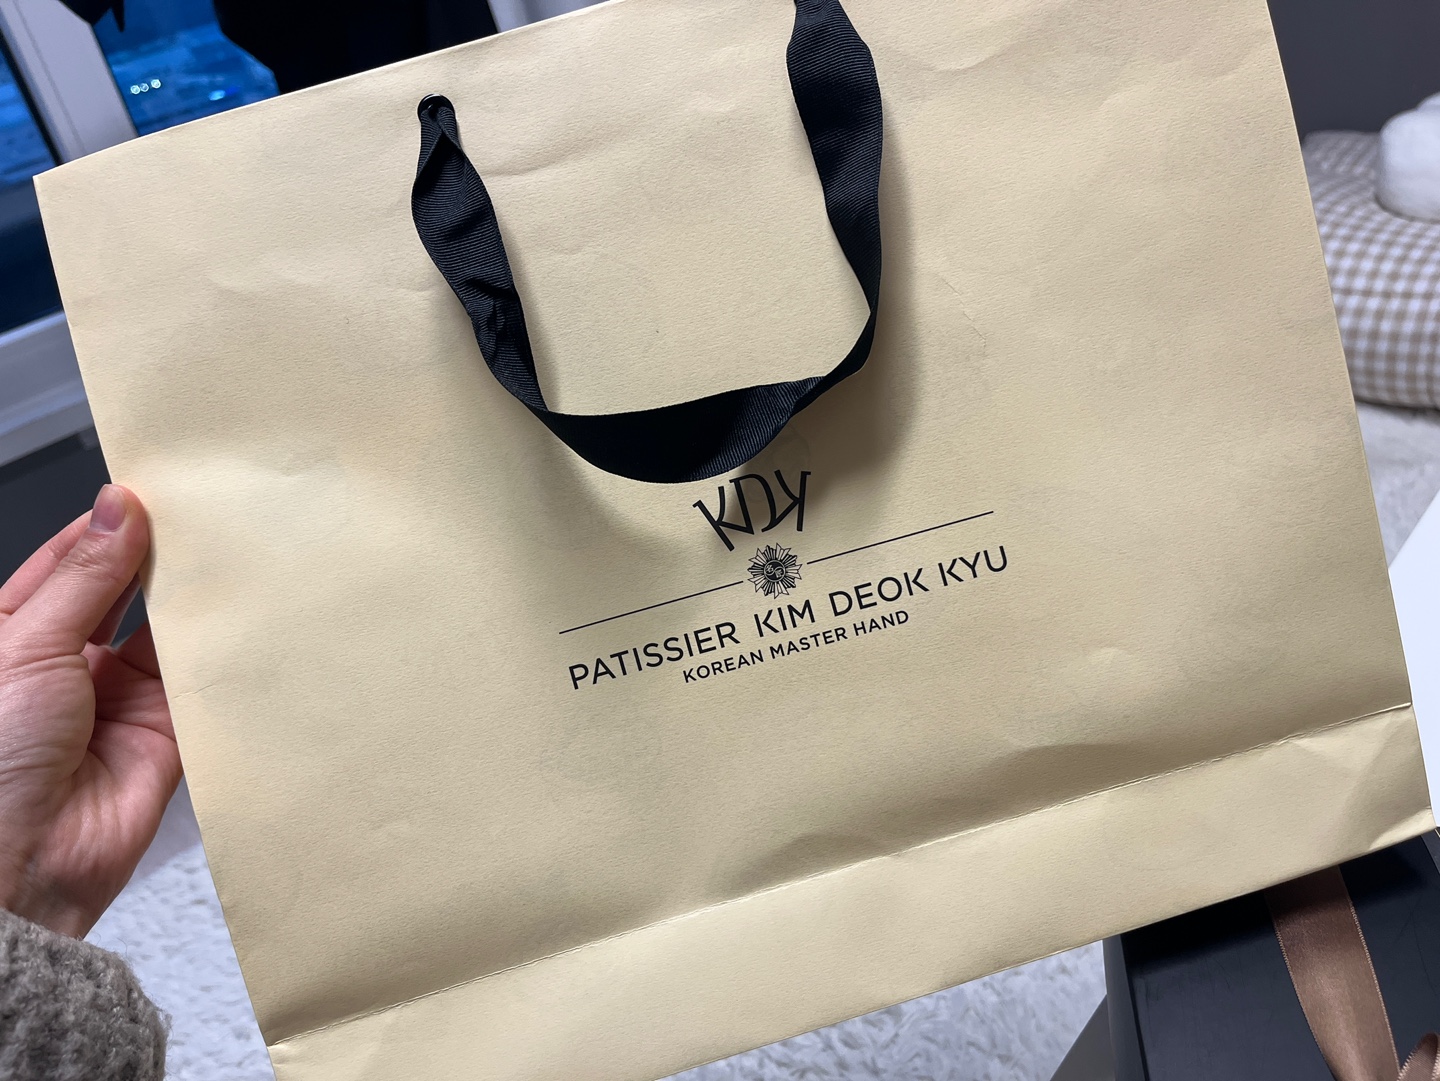 KDK
PATISSIER KIM DEOK KYU
KOREAN MASTER HAND